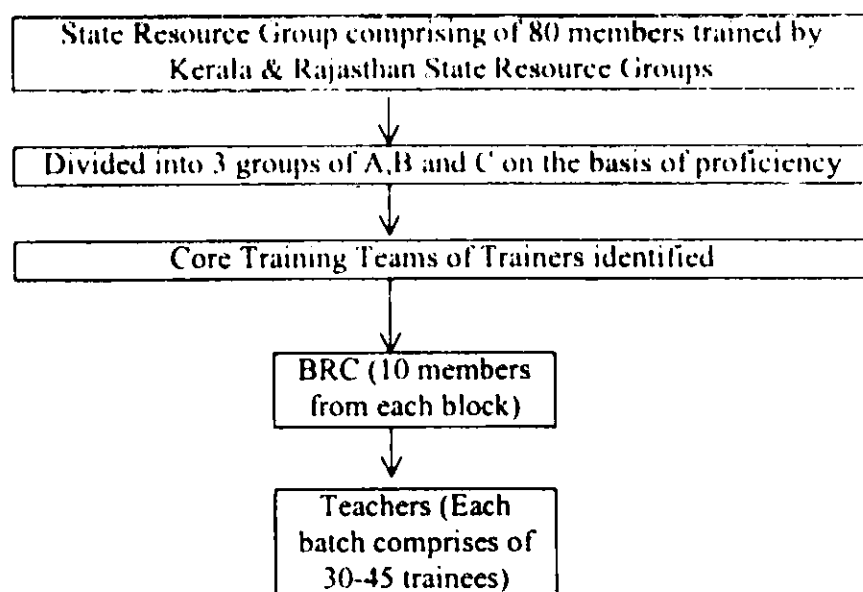 State Resource Group comprising of 80 members trained by
Kerala & Rajasthan State Resource Groups
Divided into 3 groups of A,B and C on the basis of proficiency
Core Training Teams of Trainers identified
BRC (10 members
from each block)
Teachers (Each
batch comprises of
30-45 trainees)